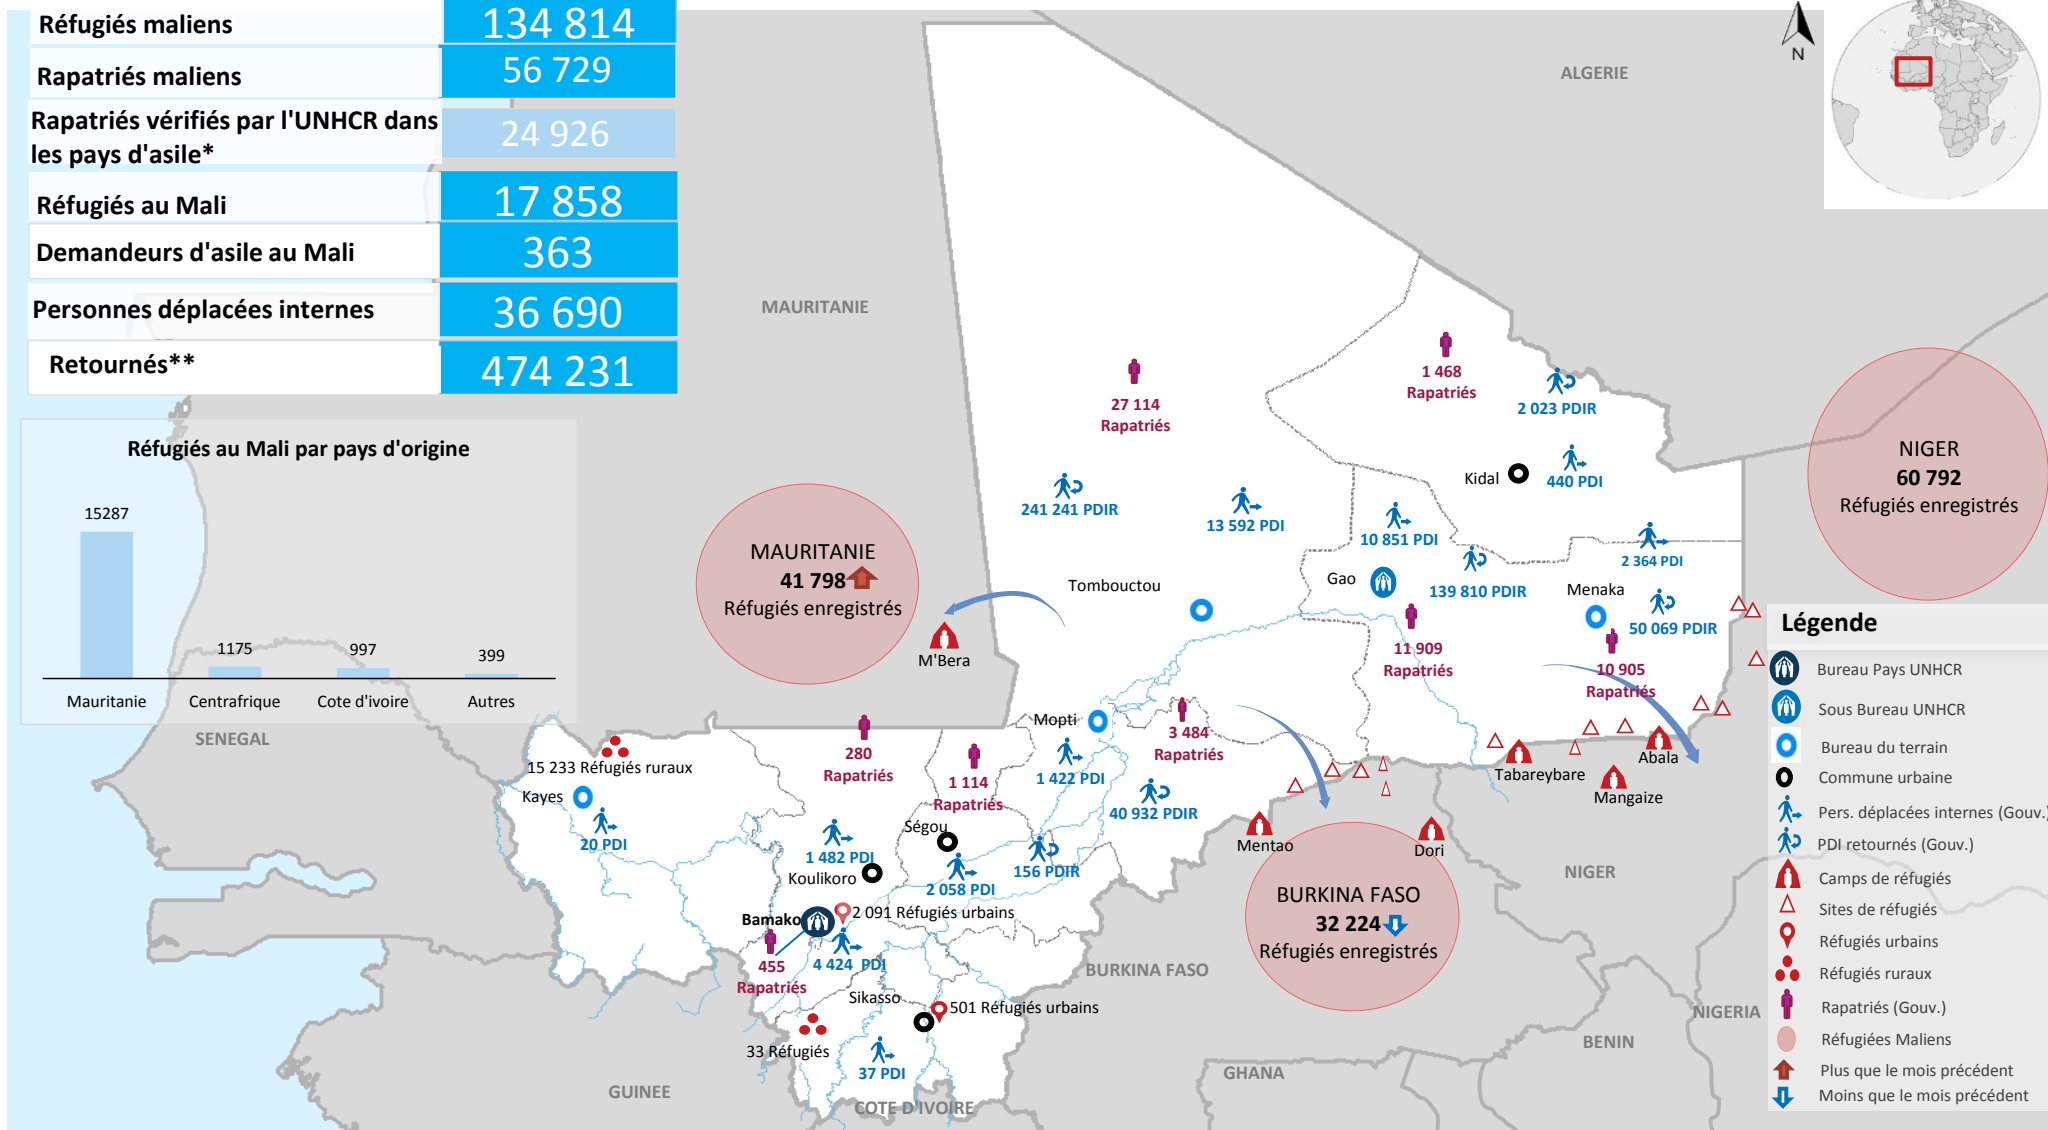 Réfugiés maliens 134 814
Rapatriés maliens 56 729
Rapatriés vérifiés par l'UNHCR dans
les pays d'asile* 24 926
Réfugiés au Mali 17 858
Demandeurs d'asile au Mali 363
Personnes déplacées internes 36 690
Retournés** 474 231
Réfugiés au Mali par pays d'origine
15287
1175
997
399
Mauritanie
Centrafrique
Cote d'ivoire
Autres
N
ALGERIE
MAURITANIE
1 468
Rapatriés
2 023 PDIR
27 114
Rapatriés
Kidal
440 PDI
NIGER
60 792
Réfugiés enregistrés
241 241 PDIR
13 592 PDI
10 851 PDI
2 364 PDI
MAURITANIE
41 798
Réfugiés enregistrés
Tombouctou
Gao
139 810 PDIR
Menaka
50 069 PDIR
M'Bera
11 909
Rapatriés
10 905
Rapatriés
SENEGAL
15 233 Réfugiés ruraux
Kayes
20 PDI
280
Rapatriés
1 114
Rapatriés
Mopti
1 422 PDI
3 484
Rapatriés
40 932 PDIR
Tabareybare
Abala
Mangaize
Mentao
Dori
1 482 PDI
Koulikoro
Ségou
2 058 PDI
156 PDIR
NIGER
Bamako
2 091 Réfugiés urbains
455
Rapatriés
4 424 PDI
BURKINA FASO
32 224
Réfugiés enregistrés
BURKINA FASO
Sikasso
501 Réfugiés urbains
33 Réfugiés
37 PDI
GUINEE
COTE D'IVOIRE
GHANA
BENIN
NIGERIA
Légende
Bureau Pays UNHCR
Sous Bureau UNHCR
Bureau du terrain
Commune urbaine
Pers. déplacées internes (Gouv.)
PDI retournés (Gouv.)
Camps de réfugiés
Sites de réfugiés
Réfugiés urbains
Réfugiés ruraux
Rapatriés (Gouv.)
Réfugiées Maliens
Plus que le mois précédent
Moins que le mois précédent